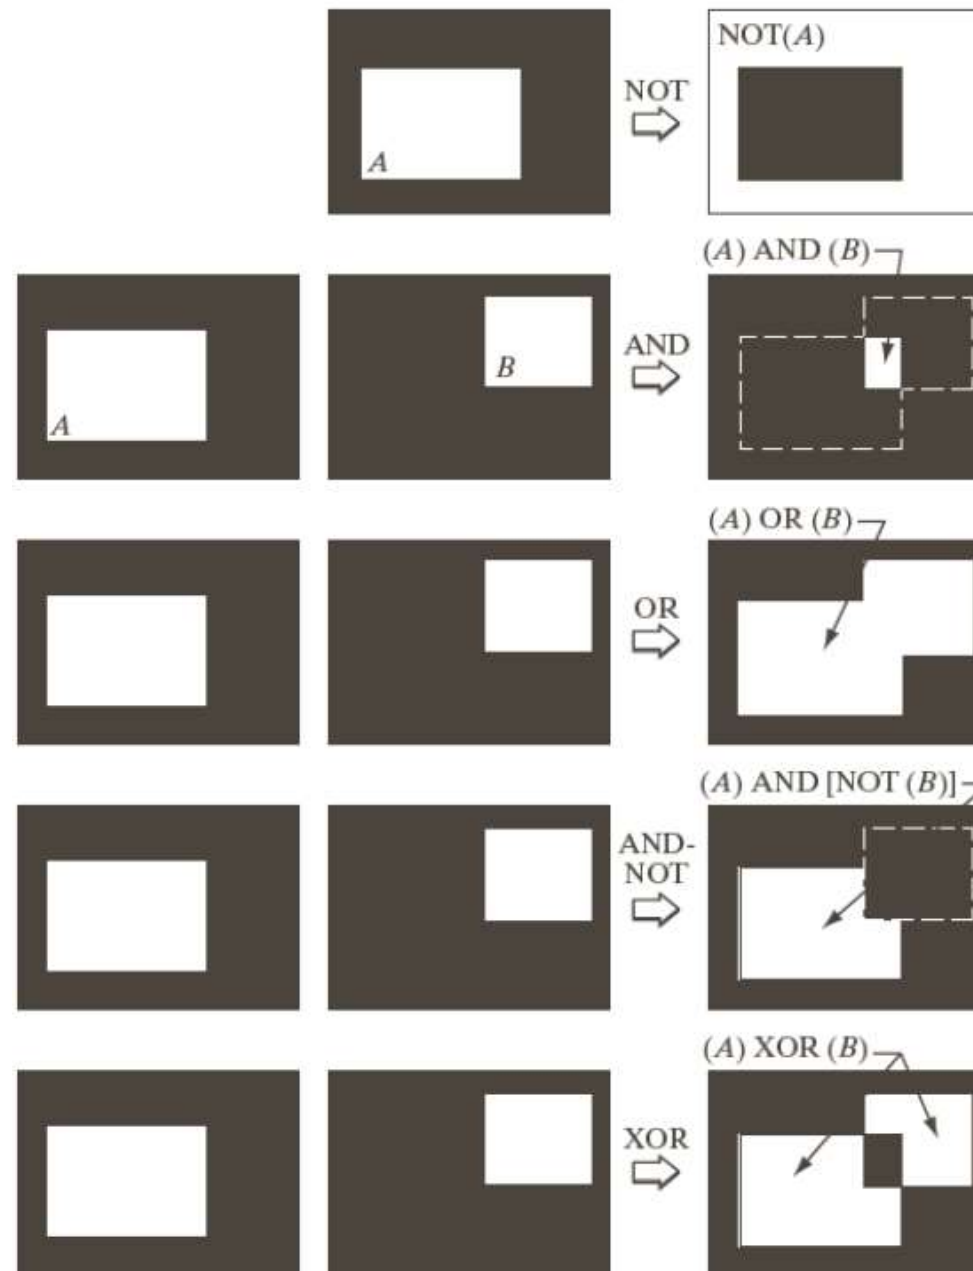 NOT(A)
NOT
A
(A) AND (B)
AND
B
A
(A) OR (B)
OR
(A) AND [NOT (B)]
AND-
NOT
(A) XOR (B)
XOR